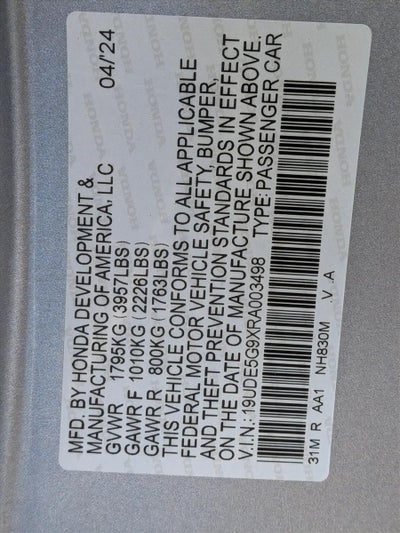 MFD. BY HONDA DEVELOPMENT &
MANUFACTURING OF AMERICA, LLC 04/'24
GVWR 1795KG (3957LBS)
GAWR F 1010KG (2226LBS)
GAWR R 800KG (1763LBS)
THIS VEHICLE CONFORMS TO ALL APPLICABLE
FEDERAL MOTOR VEHICLE SAFETY, BUMPER,
AND THEFT PREVENTION STANDARDS IN EFFECT
ON THE DATE OF MANUFACTURE SHOWN ABOVE.
V.I.N.: 19UDE5G9XRA003498 TYPE: PASSENGER CAR
31M R AA1 NH830M .V .A